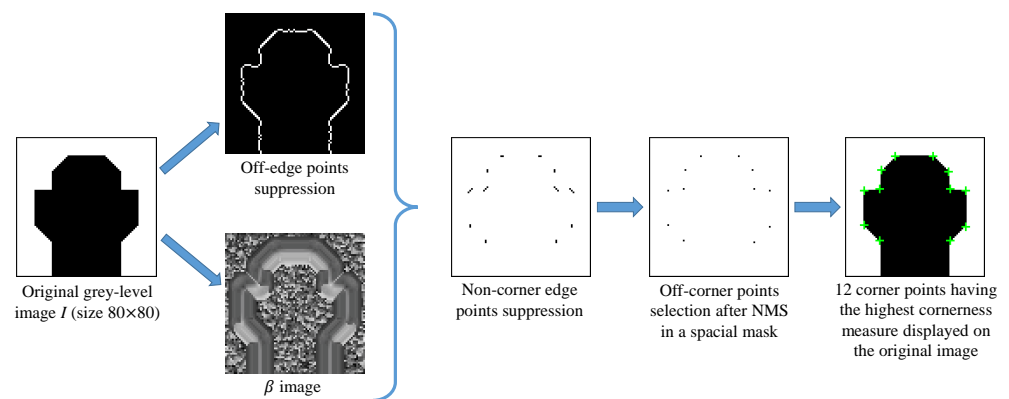 Off-edge points
suppression
Original grey-level
image I (size 80×80)
β image
Non-corner edge
points suppression
Off-corner points
selection after NMS
in a spacial mask
12 corner points having
the highest cornerness
measure displayed on
the original image